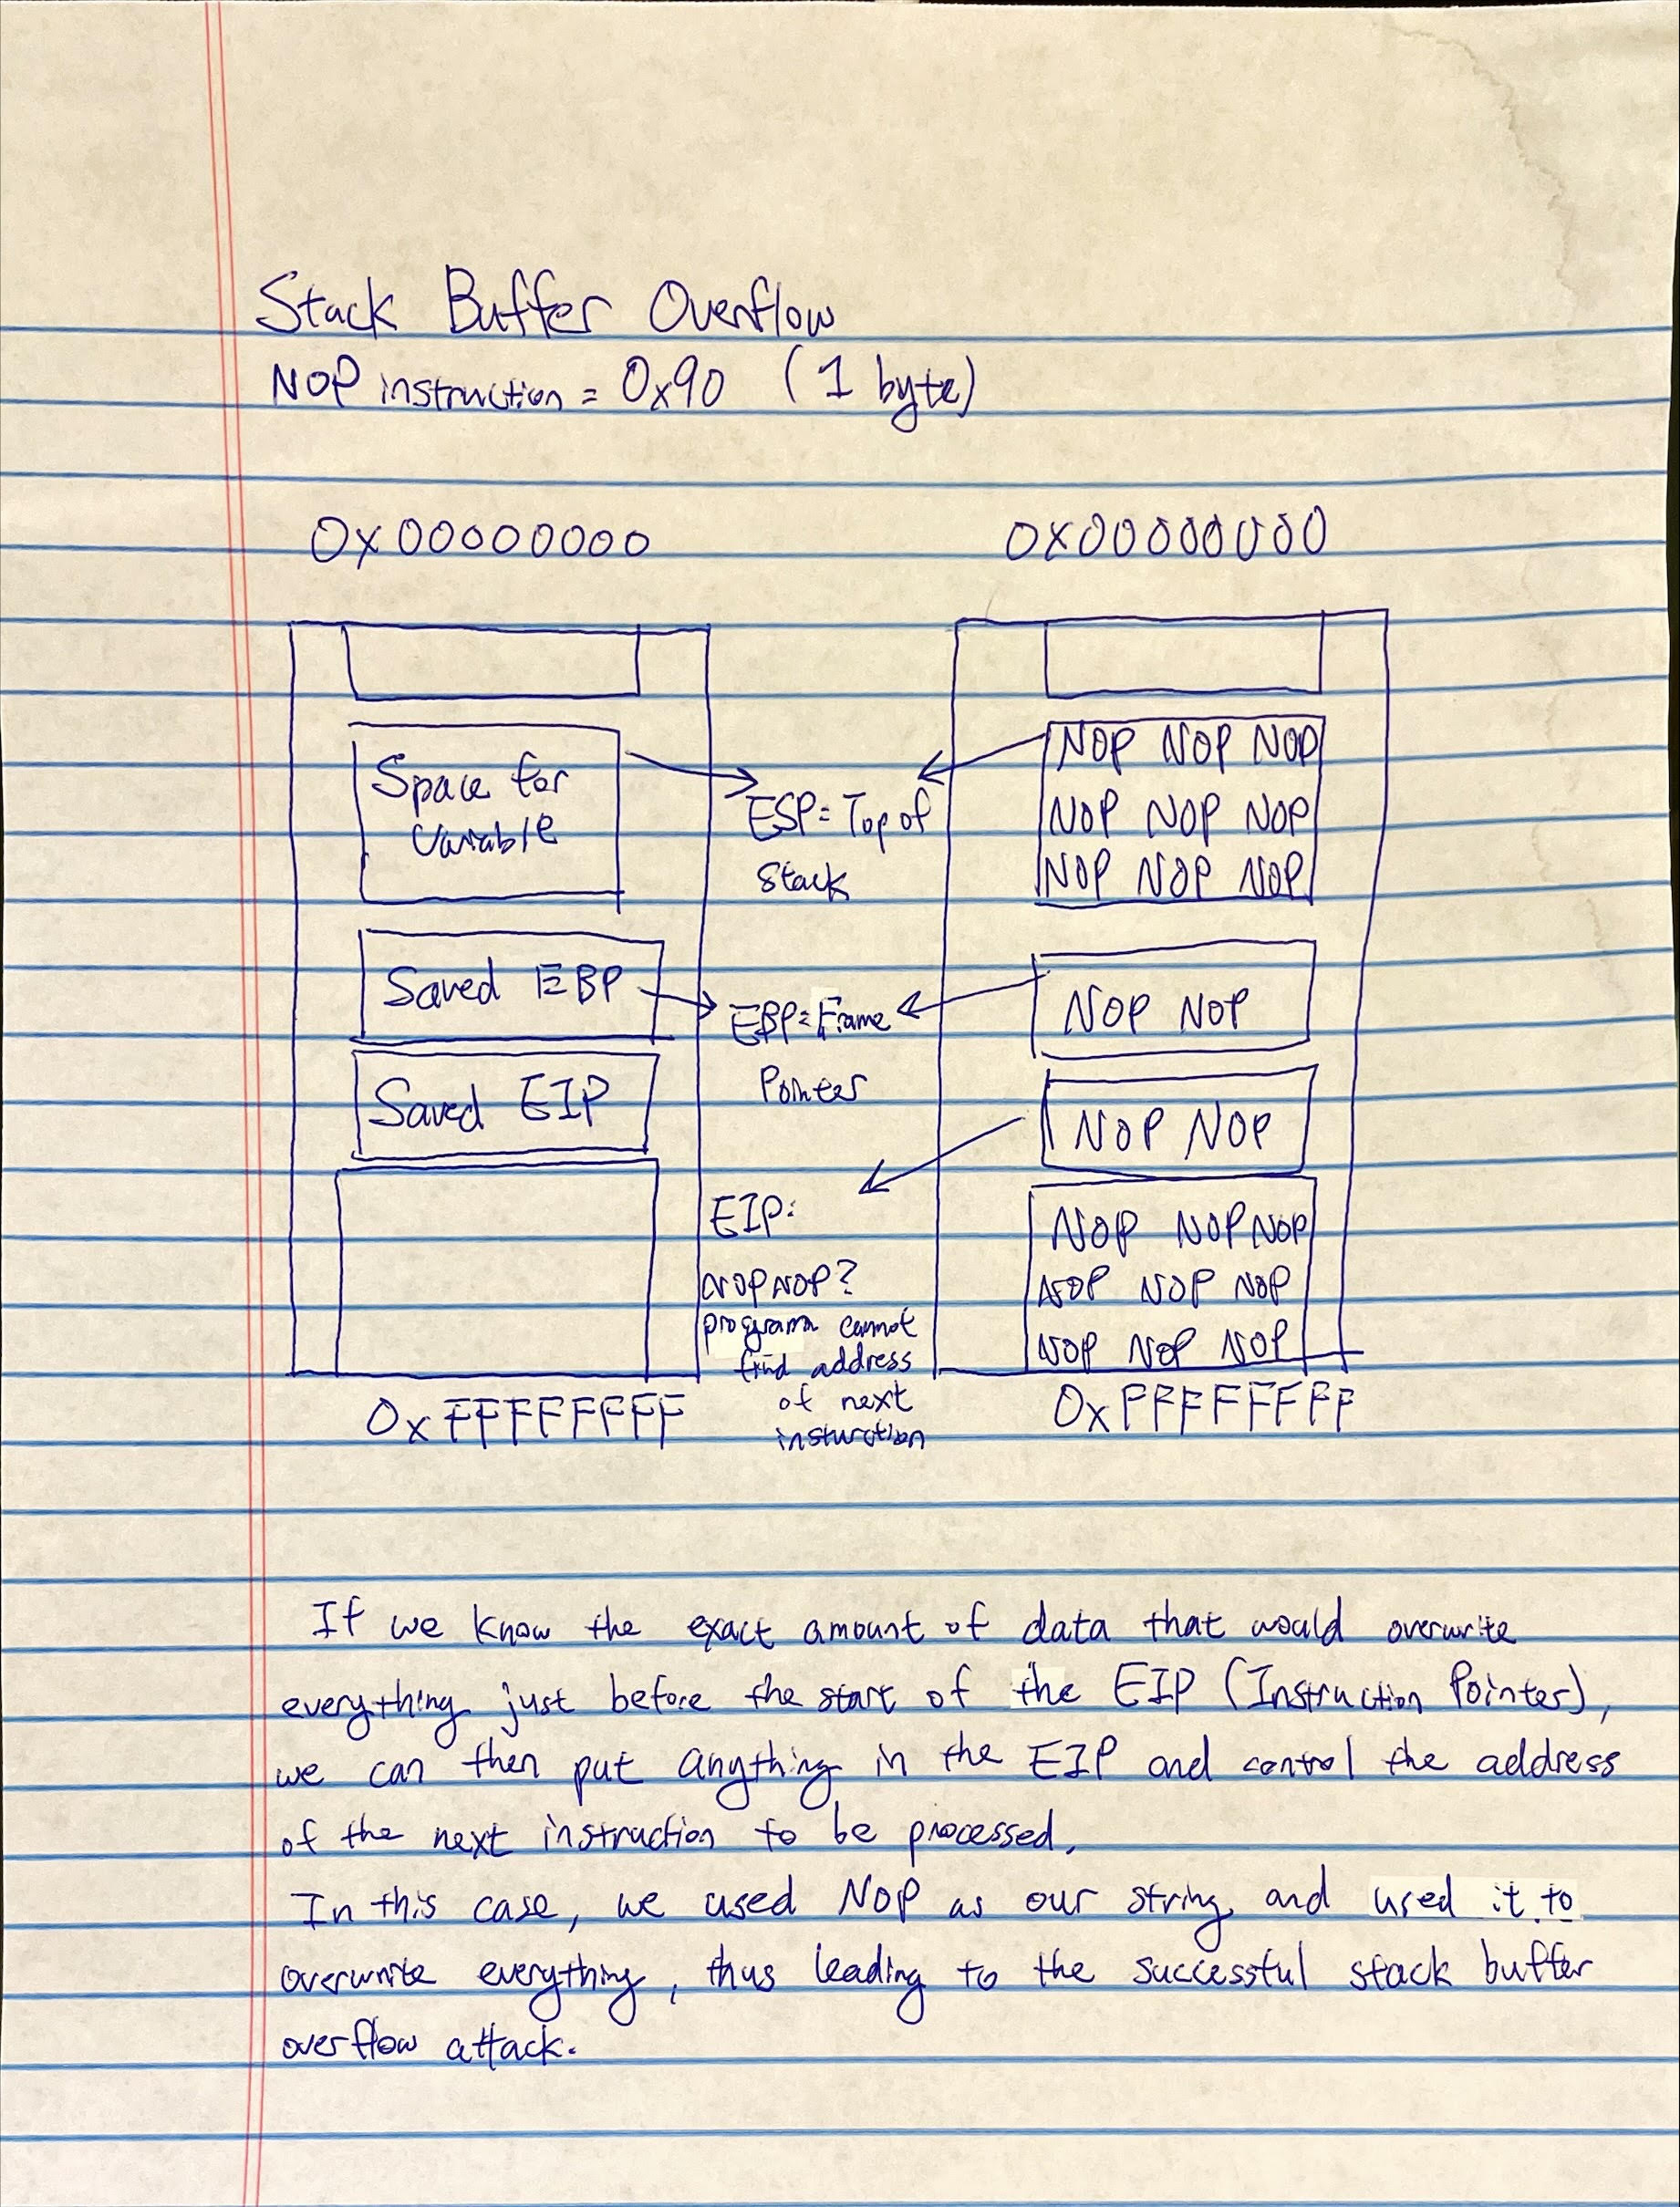 Stack Buffer Overflow
NOP instruction = 0x90 (1 byte)
0x00000000
0x00000000
Space for
Variable
Saved EBP
Saved EIP
0xFFFFFFFF
ESP = Top of
Stack
EBP = Frame
Pointer
EIP:
NOPNOP?
program cannot
find address
of next
insturction
NOP NOP NOP
NOP NOP NOP
NOP NOP NOP
NOP NOP
NOP NOP
NOP NOP NOP
NOP NOP NOP
NOP NOP NOP
0xFFFFFFFF
If we know the exact amount of data that would overwrite
everything just before the start of the EIP (Instruction Pointer),
we can then put anything in the EIP and control the address
of the next instruction to be processed.
In this case, we used NOP as our string and used it to
overwrite everything, thus leading to the successful stack buffer
overflow attack.